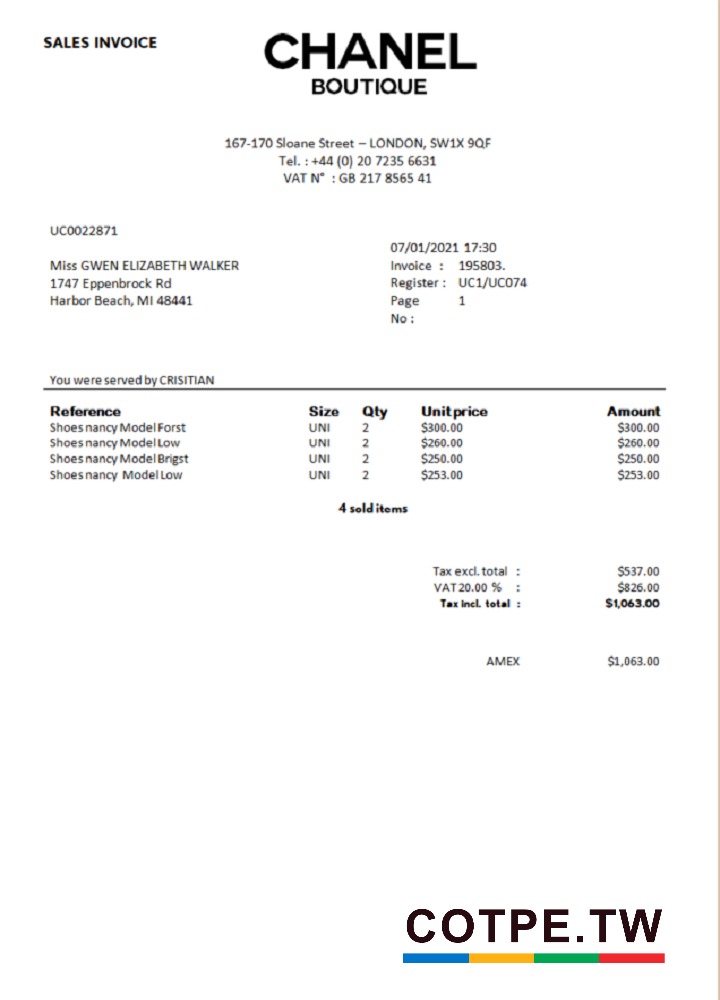 SALES INVOICE
CHANEL
BOUTIQUE
167-170 Sloane Street – LONDON, SW1X 9QF
Tel. : +44 (0) 20 7235 6631
VAT N° : GB 217 8565 41
UC0022871
07/01/2021 17:30
Miss GWEN ELIZABETH WALKER Invoice : 195803.
1747 Eppenbrock Rd Register : UC1/UC074
Harbor Beach, MI 48441 Page 1
No :
You were served by CRISITIAN
Reference Size Qty Unit price Amount
Shoes nancy Model Forst UNI 2 $300.00 $300.00
Shoes nancy Model Low UNI 2 $260.00 $260.00
Shoes nancy Model Brigst UNI 2 $250.00 $250.00
Shoes nancy Model Low UNI 2 $253.00 $253.00
4 sold items
Tax excl. total : $537.00
VAT 20.00 % : $826.00
Tax Incl. total : $1,063.00
AMEX $1,063.00
COTPE.TW